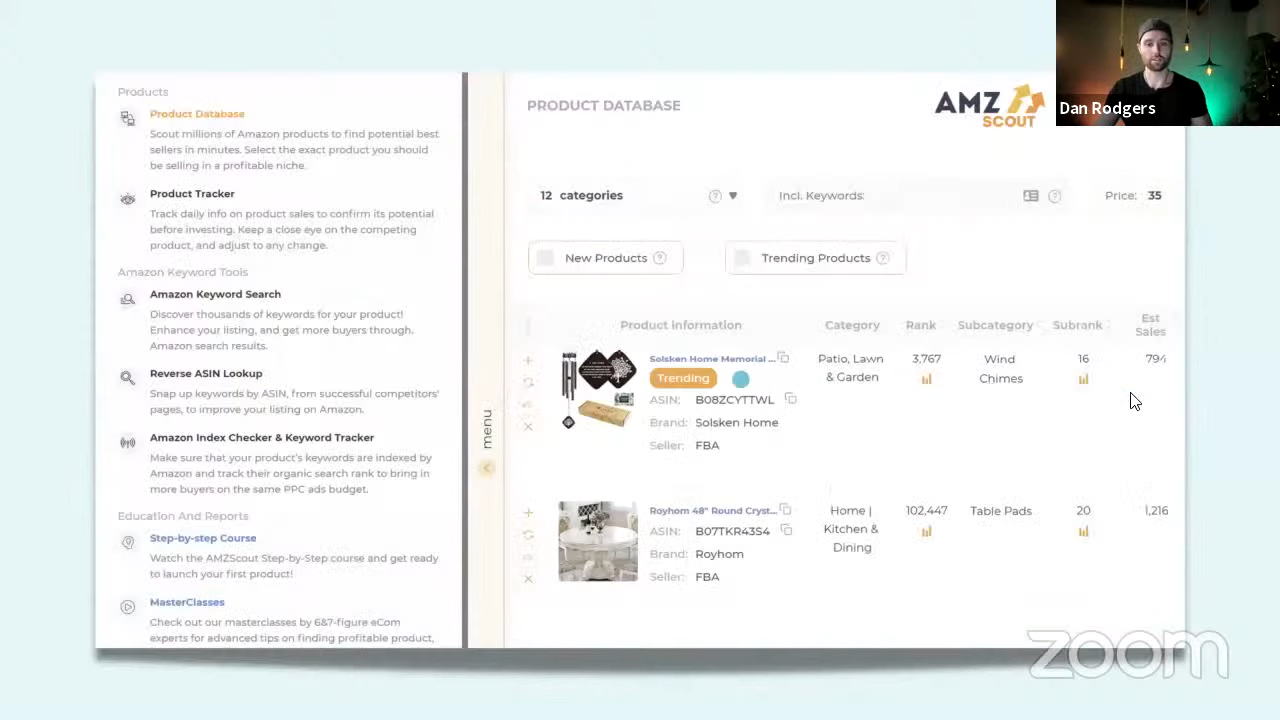 Products
Product Database
Scout millions of Amazon products to find potential best
sellers in minutes. Select the exact product you should
be selling in a profitable niche.
Product Tracker
Track daily info on product sales to confirm its potential
before investing. Keep a close eye on the competing
product, and adjust to any change.
Amazon Keyword Tools
Amazon Keyword Search
Discover thousands of keywords for your product!
Enhance your listing, and get more buyers through.
Amazon search results.
Reverse ASIN Lookup
Snap up keywords by ASIN, from successful competitors'
pages, to improve your listing on Amazon.
Amazon Index Checker & Keyword Tracker
Make sure that your product's keywords are indexed by
Amazon and track their organic search rank to bring in
more buyers on the same PPC ads budget.
Education And Reports
Step-by-step Course
Watch the AMZScout Step-by-Step course and get ready
to launch your first product!
MasterClasses
Check out our masterclasses by 6&7-figure eCom
experts for advanced tips on finding profitable product,
menu
PRODUCT DATABASE
AMZ
SCOUT
Dan Rodgers
12 categories
Incl. Keywords:
Price: 35
New Products
Trending Products
Product Information Category Rank Subcategory Subrank Est
Sales
Solsken Home Memorial ... Patio, Lawn 3,767 Wind 16 794
Trending & Garden Chimes
ASIN: B08ZCYTTWL
Brand: Solsken Home
Seller: FBA
Royhom 48" Round Cryst... Home | 102,447 Table Pads 20 1,216
ASIN: B07TKR43S4 Kitchen &
Brand: Royhom Dining
Seller: FBA
zoom